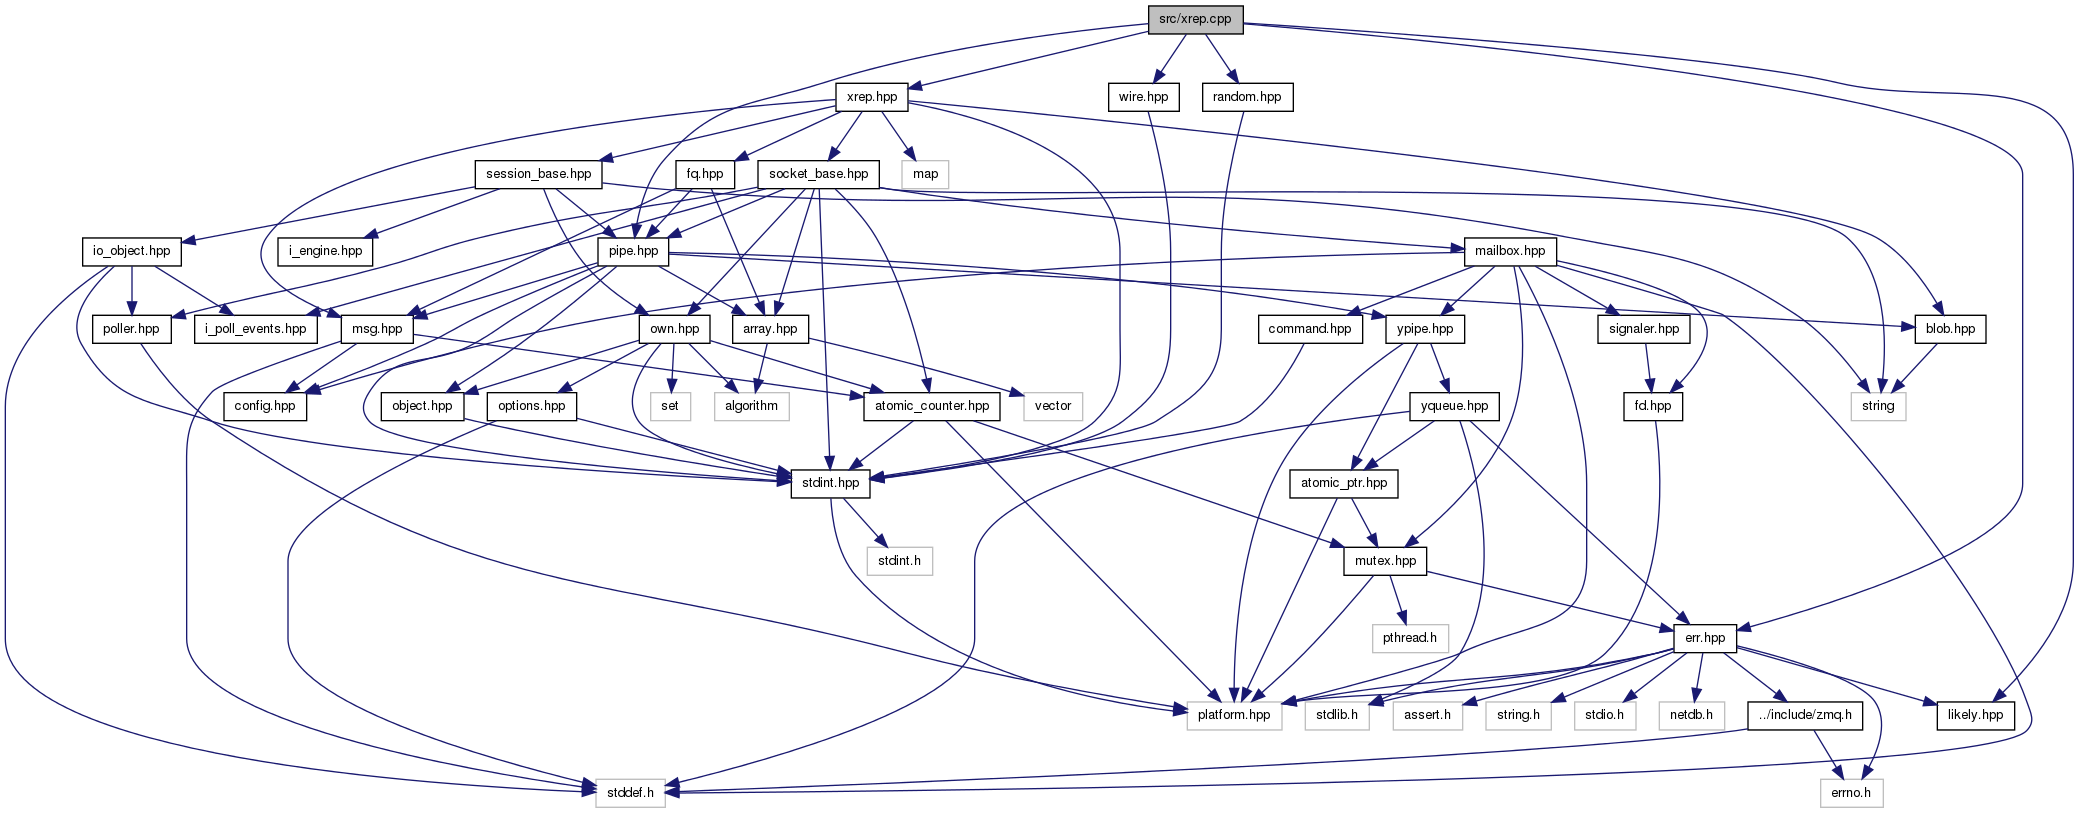 src/xrep.cpp
xrep.hpp
wire.hpp
random.hpp
session_base.hpp
fq.hpp
socket_base.hpp
map
io_object.hpp
i_engine.hpp
pipe.hpp
mailbox.hpp
poller.hpp
i_poll_events.hpp
msg.hpp
own.hpp
array.hpp
command.hpp
ypipe.hpp
signaler.hpp
blob.hpp
config.hpp
object.hpp
options.hpp
set
algorithm
atomic_counter.hpp
vector
yqueue.hpp
fd.hpp
string
stdint.hpp
atomic_ptr.hpp
stdint.h
mutex.hpp
pthread.h
err.hpp
platform.hpp
stdlib.h
assert.h
string.h
stdio.h
netdb.h
../include/zmq.h
likely.hpp
stddef.h
errno.h